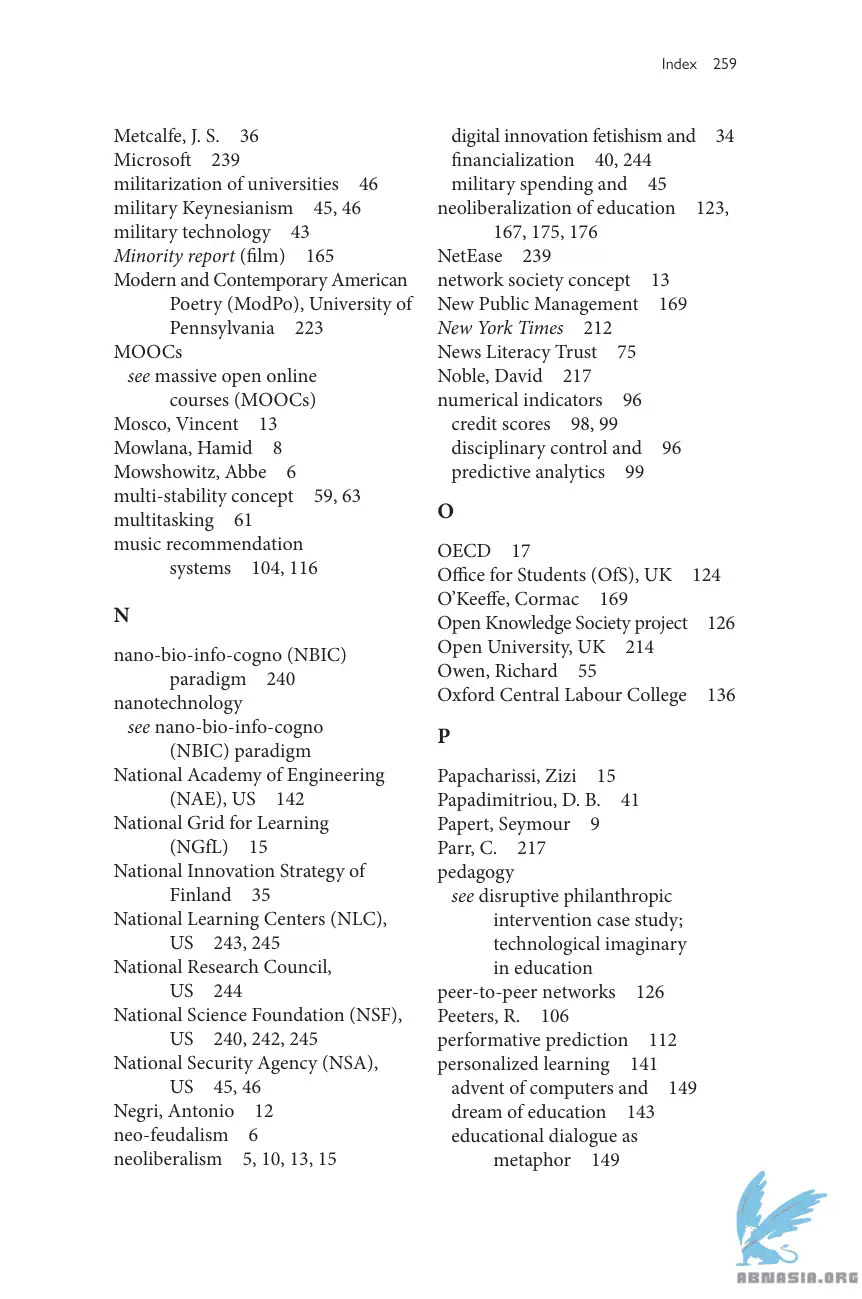 Index 259
Metcalfe, J. S. 36
Microsoft 239
militarization of universities 46
military Keynesianism 45, 46
military technology 43
Minority report (film) 165
Modern and Contemporary American
Poetry (ModPo), University of
Pennsylvania 223
MOOCs
see massive open online
courses (MOOCs)
Mosco, Vincent 13
Mowlana, Hamid 8
Mowshowitz, Abbe 6
multi-stability concept 59, 63
multitasking 61
music recommendation
systems 104, 116
N
nano-bio-info-cogno (NBIC)
paradigm 240
nanotechnology
see nano-bio-info-cogno
(NBIC) paradigm
National Academy of Engineering
(NAE), US 142
National Grid for Learning
(NGfL) 15
National Innovation Strategy of
Finland 35
National Learning Centers (NLC),
US 243, 245
National Research Council,
US 244
National Science Foundation (NSF),
US 240, 242, 245
National Security Agency (NSA),
US 45, 46
Negri, Antonio 12
neo-feudalism 6
neoliberalism 5, 10, 13, 15
digital innovation fetishism and 34
financialization 40, 244
military spending and 45
neoliberalization of education 123,
167, 175, 176
NetEase 239
network society concept 13
New Public Management 169
New York Times 212
News Literacy Trust 75
Noble, David 217
numerical indicators 96
credit scores 98, 99
disciplinary control and 96
predictive analytics 99
O
OECD 17
Office for Students (OfS), UK 124
O’Keeffe, Cormac 169
Open Knowledge Society project 126
Open University, UK 214
Owen, Richard 55
Oxford Central Labour College 136
P
Papacharissi, Zizi 15
Papadimitriou, D. B. 41
Papert, Seymour 9
Parr, C. 217
pedagogy
see disruptive philanthropic
intervention case study;
technological imaginary
in education
peer-to-peer networks 126
Peeters, R. 106
performative prediction 112
personalized learning 141
advent of computers and 149
dream of education 143
educational dialogue as
metaphor 149
ABNASIA.ORG